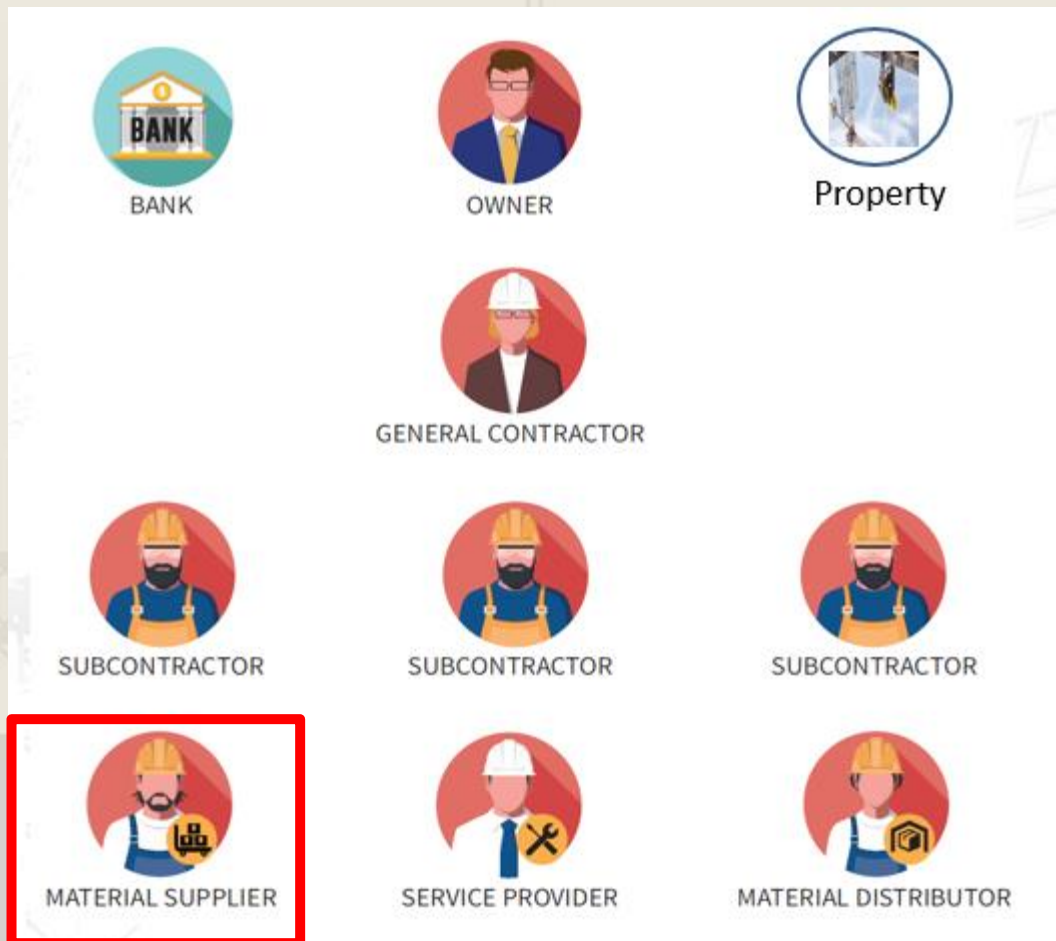 BANK
BANK
OWNER
Property
GENERAL CONTRACTOR
SUBCONTRACTOR
SUBCONTRACTOR
SUBCONTRACTOR
MATERIAL SUPPLIER
SERVICE PROVIDER
MATERIAL DISTRIBUTOR